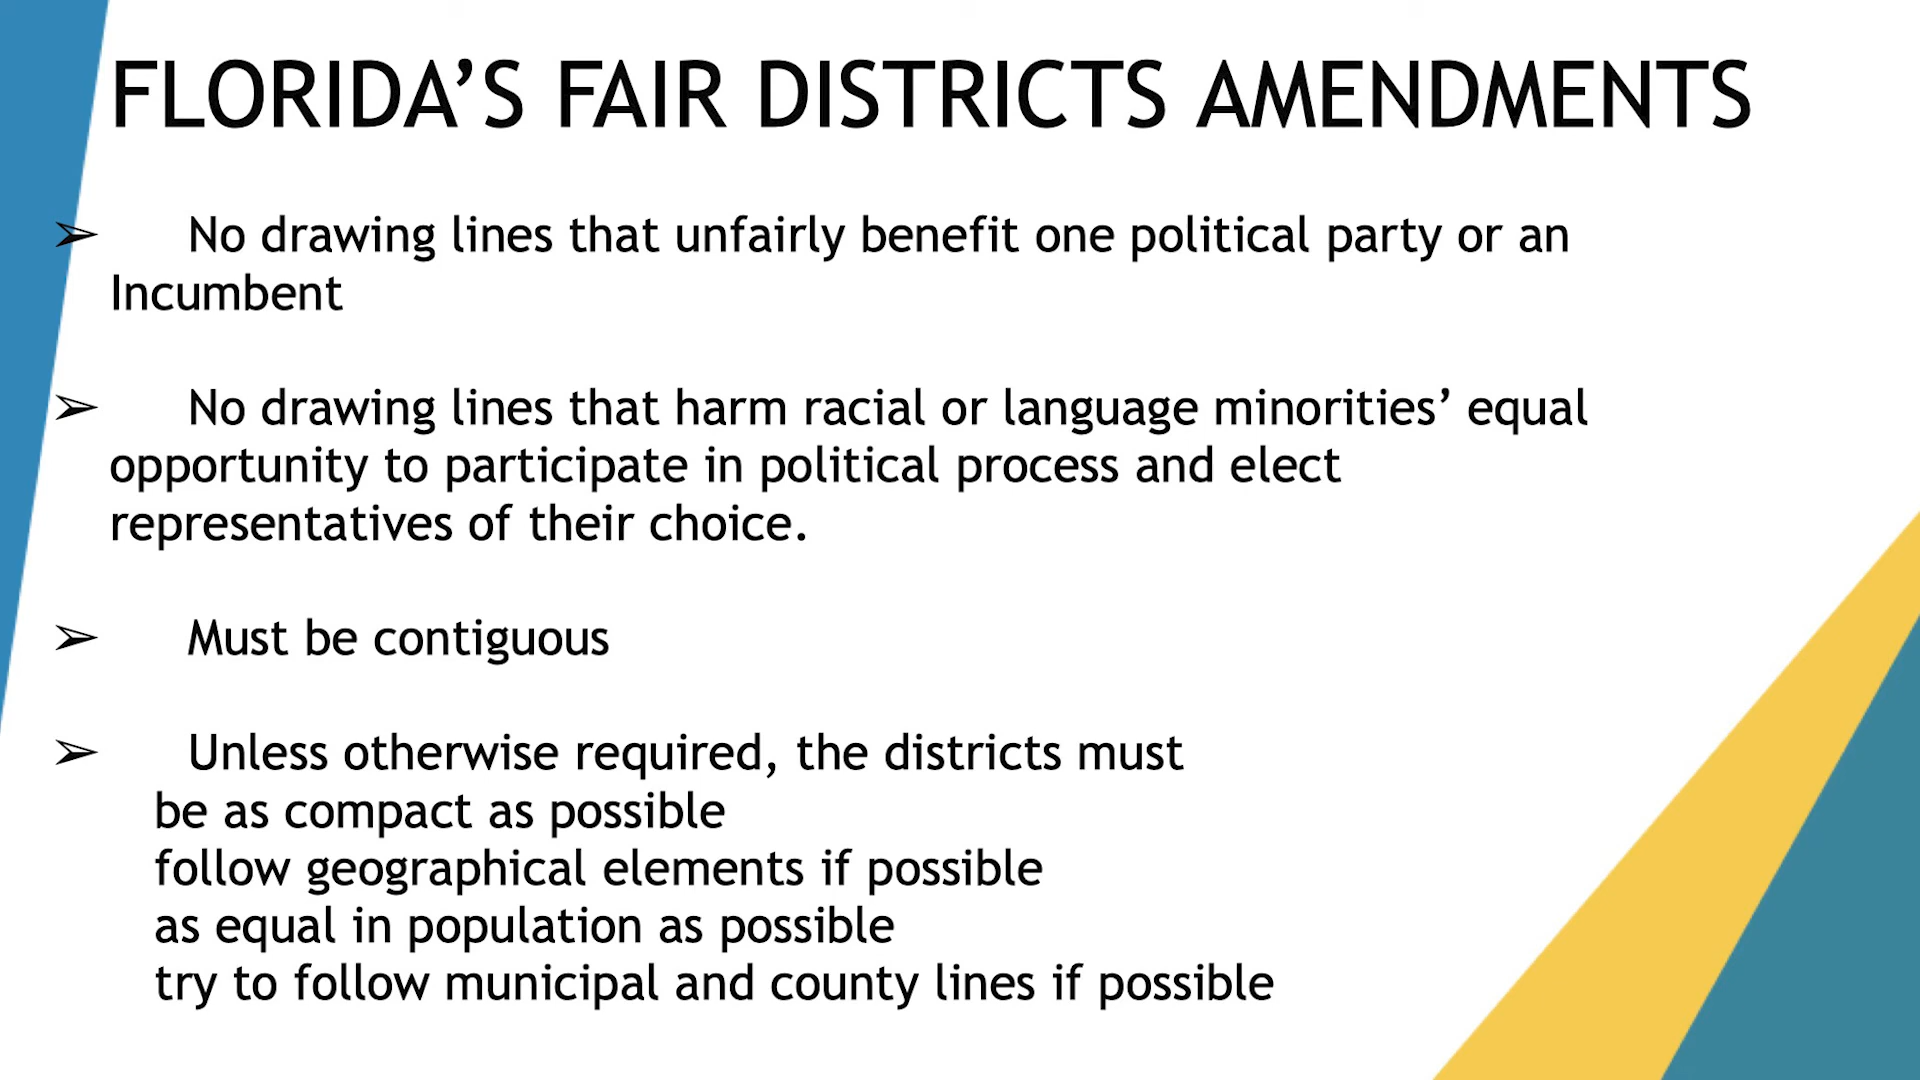 FLORIDA’S FAIR DISTRICTS AMENDMENTS
➢ No drawing lines that unfairly benefit one political party or an
Incumbent
➢ No drawing lines that harm racial or language minorities’ equal
opportunity to participate in political process and elect
representatives of their choice.
➢ Must be contiguous
➢ Unless otherwise required, the districts must
be as compact as possible
follow geographical elements if possible
as equal in population as possible
try to follow municipal and county lines if possible